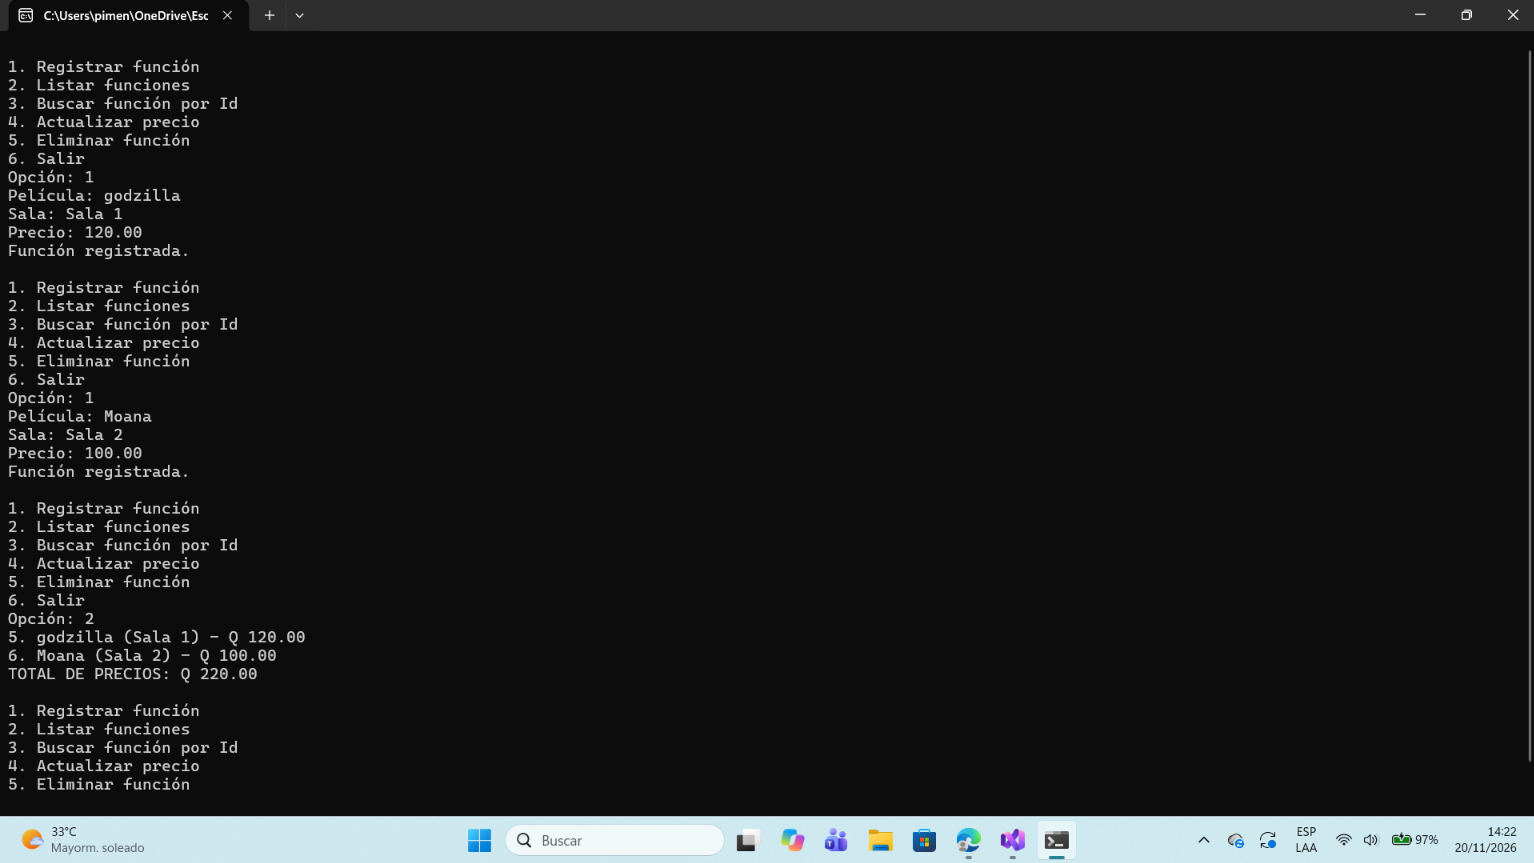 C:\Users\pimen\OneDrive\Esc
1. Registrar función
2. Listar funciones
3. Buscar función por Id
4. Actualizar precio
5. Eliminar función
6. Salir
Opción: 1
Película: godzilla
Sala: Sala 1
Precio: 120.00
Función registrada.
1. Registrar función
2. Listar funciones
3. Buscar función por Id
4. Actualizar precio
5. Eliminar función
6. Salir
Opción: 1
Película: Moana
Sala: Sala 2
Precio: 100.00
Función registrada.
1. Registrar función
2. Listar funciones
3. Buscar función por Id
4. Actualizar precio
5. Eliminar función
6. Salir
Opción: 2
5. godzilla (Sala 1) - Q 120.00
6. Moana (Sala 2) - Q 100.00
TOTAL DE PRECIOS: Q 220.00
1. Registrar función
2. Listar funciones
3. Buscar función por Id
4. Actualizar precio
5. Eliminar función
33°C
Mayorm. soleado
Buscar
ESP
LAA
97%
14:22
20/11/2026